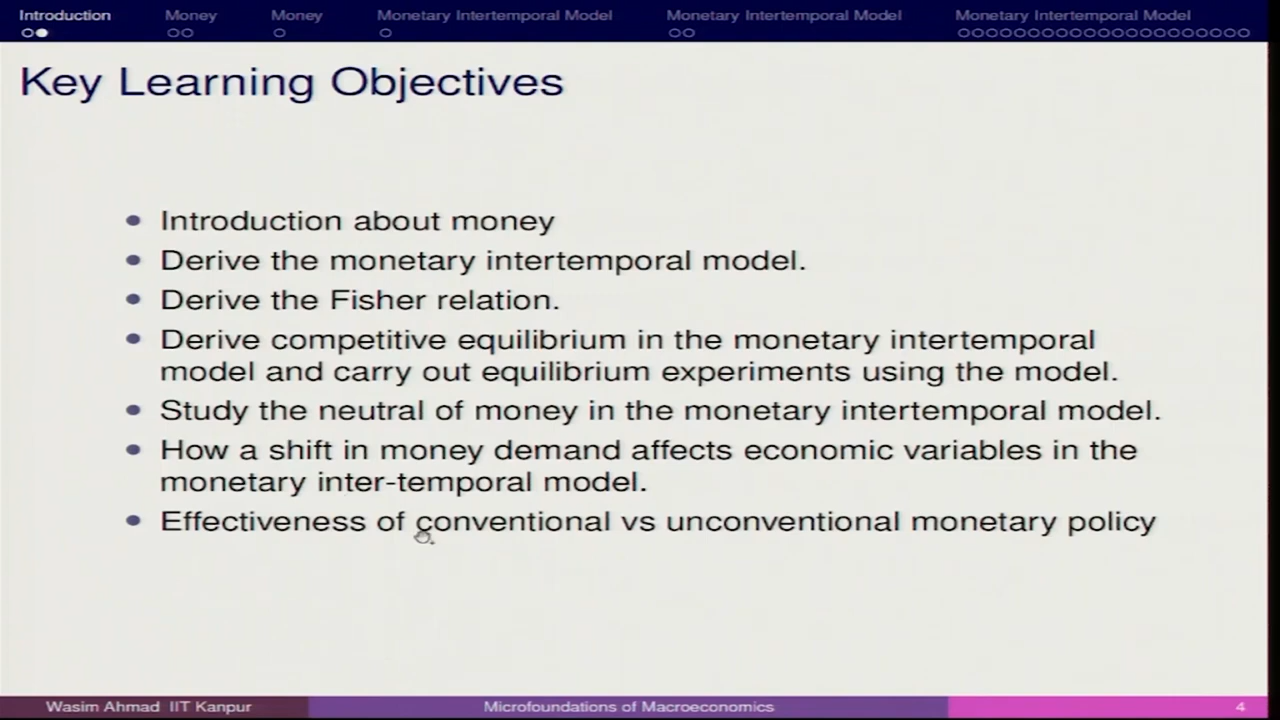 Introduction Money Money Monetary Intertemporal Model Monetary Intertemporal Model Monetary Intertemporal Model
Key Learning Objectives
Introduction about money
Derive the monetary intertemporal model.
Derive the Fisher relation.
Derive competitive equilibrium in the monetary intertemporal
model and carry out equilibrium experiments using the model.
Study the neutral of money in the monetary intertemporal model.
How a shift in money demand affects economic variables in the
monetary inter-temporal model.
Effectiveness of conventional vs unconventional monetary policy
Wasim Ahmad IIT Kanpur Microfoundations of Macroeconomics 4